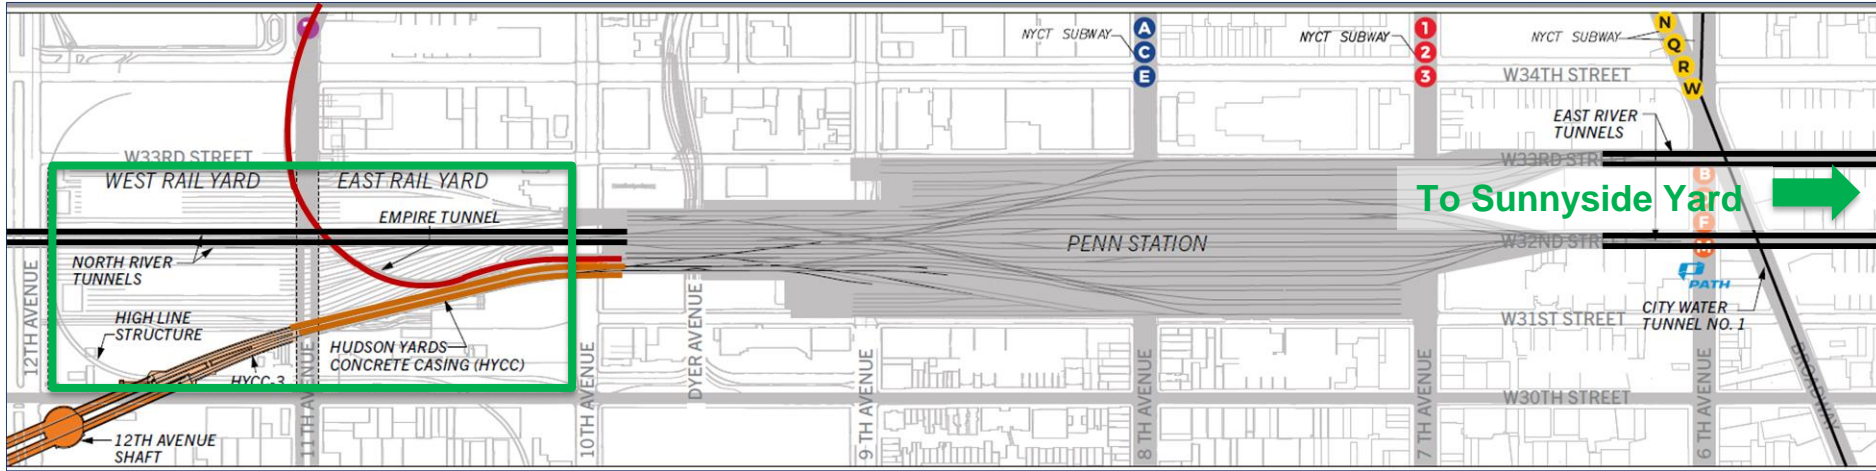 NYCT SUBWAY
A
C
E
NYCT SUBWAY
1
2
3
NYCT SUBWAY
N
Q
R
W
W34TH STREET
EAST RIVER
TUNNELS
W33RD STREET
W33RD STREET
WEST RAIL YARD
EAST RAIL YARD
EMPIRE TUNNEL
NORTH RIVER
TUNNELS
HIGH LINE
STRUCTURE
HUDSON YARDS
CONCRETE CASING (HYCC)
HYCC-3
12TH AVENUE
SHAFT
PENN STATION
To Sunnyside Yard
B
F
M
W32ND STREET
PATH
CITY WATER
TUNNEL NO. 1
W31ST STREET
W30TH STREET
12TH AVENUE
11TH AVENUE
10TH AVENUE
DYER AVENUE
9 TH AVENUE
8 TH AVENUE
7 TH AVENUE
6 TH AVENUE
BROADWAY